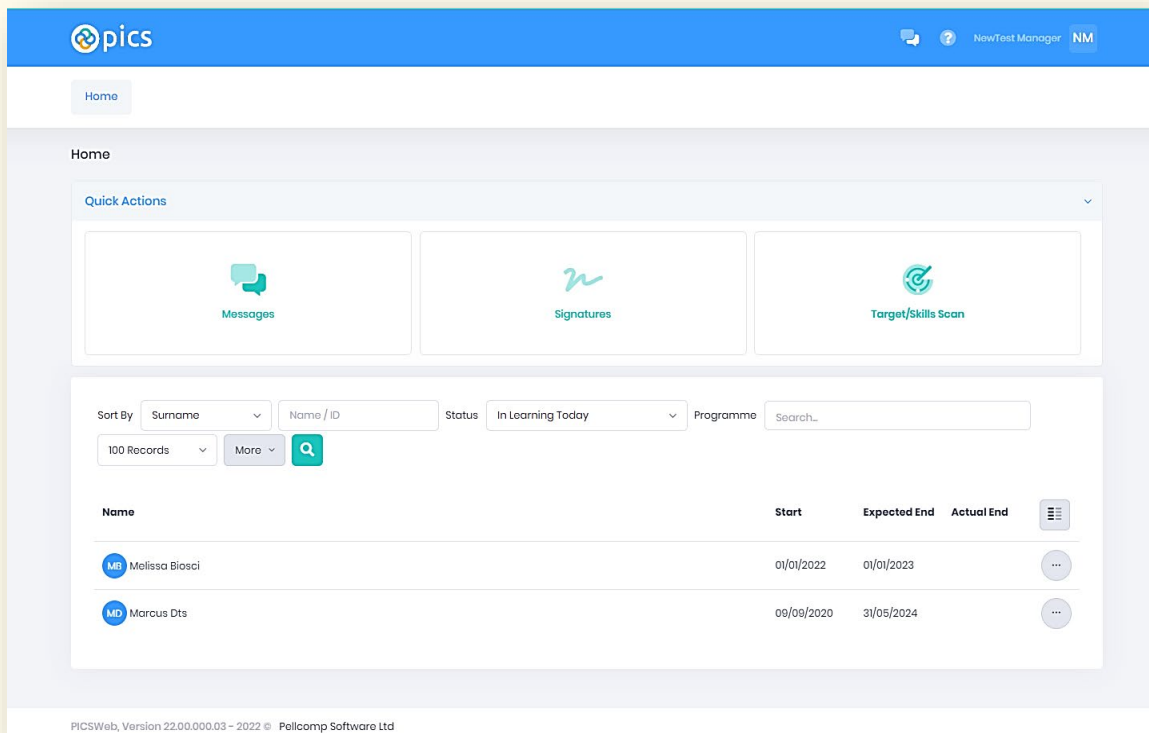 pics
NewTest Manager NM
Home
Home
Quick Actions
Messages
Signatures
Target/Skills Scan
Sort By Surname Name / ID Status In Learning Today Programme Search...
100 Records More
Name Start Expected End Actual End
MB Melissa Biosci 01/01/2022 01/01/2023
MD Marcus Dts 09/09/2020 31/05/2024
PICSWeb, Version 22.00.000.03 - 2022 © Pellcomp Software Ltd